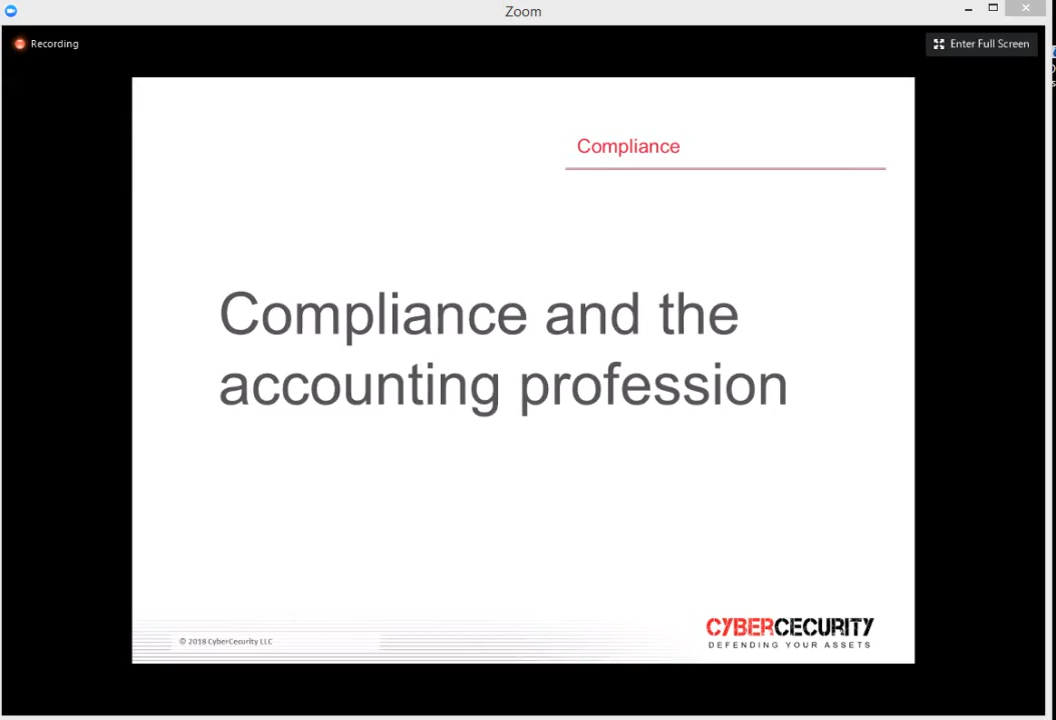 Zoom
Recording
Enter Full Screen
Compliance
Compliance and the
accounting profession
© 2018 CyberCecurity LLC
CYBERCECURITY
DEFENDING YOUR ASSETS